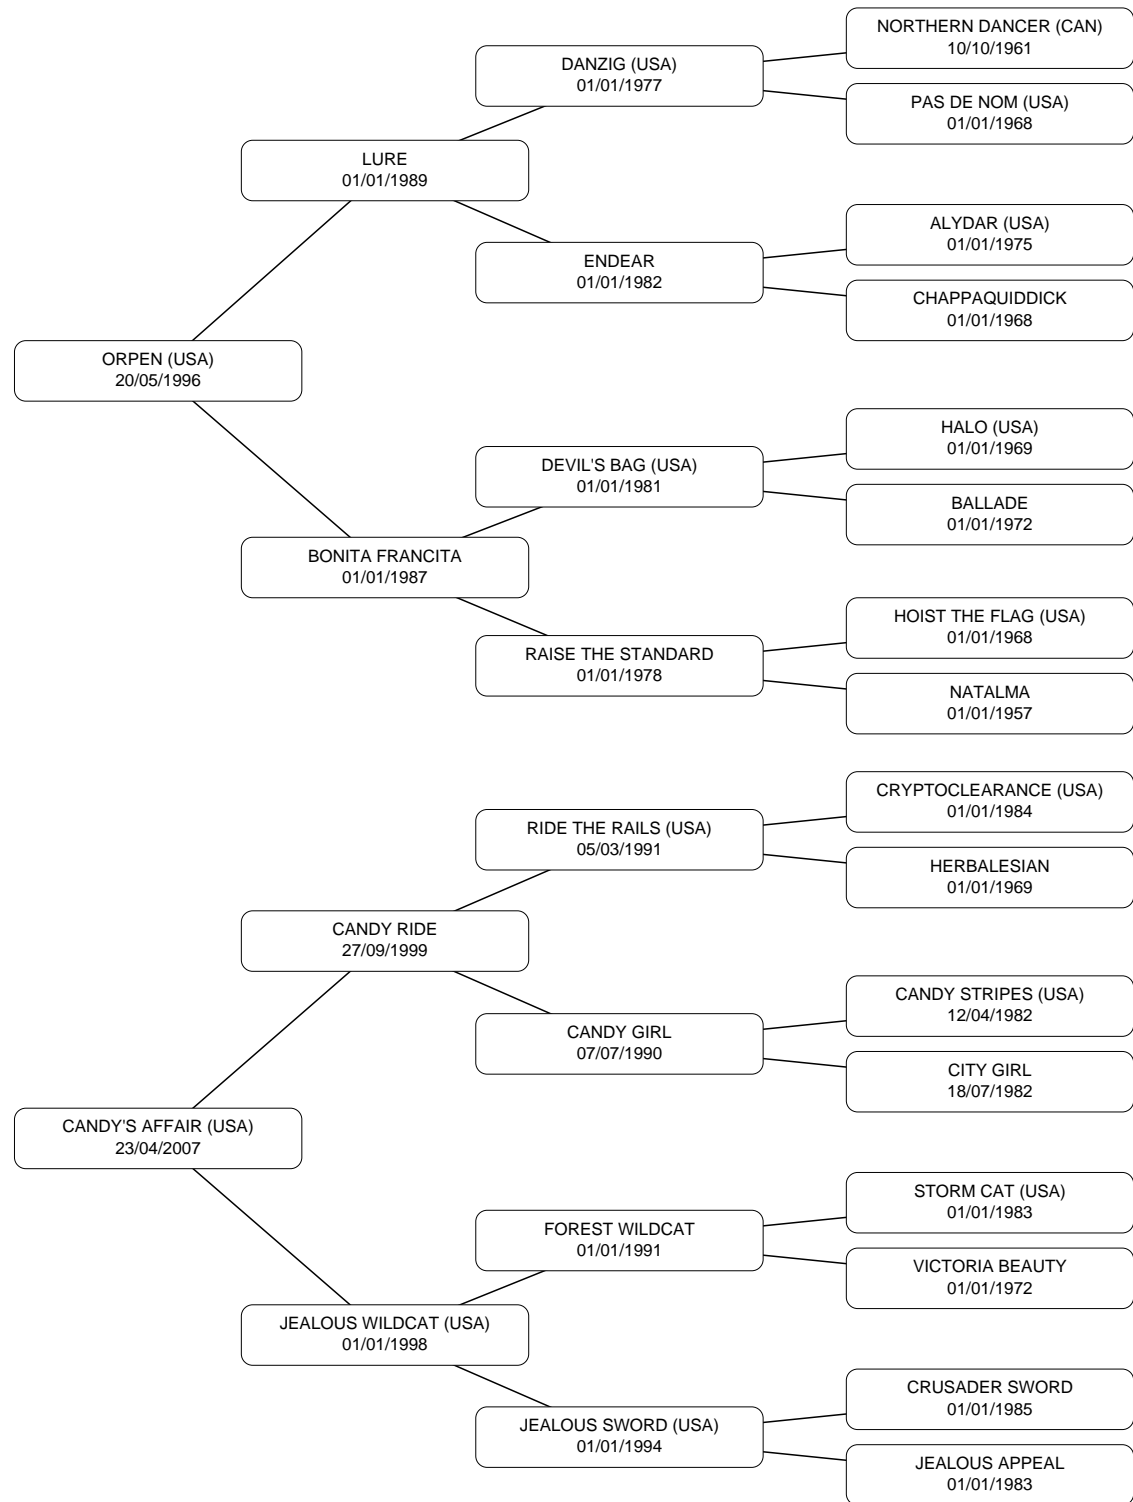 NORTHERN DANCER (CAN)
10/10/1961
DANZIG (USA)
01/01/1977
PAS DE NOM (USA)
01/01/1968
LURE
01/01/1989
ALYDAR (USA)
01/01/1975
ENDEAR
01/01/1982
CHAPPAQUIDDICK
01/01/1968
ORPEN (USA)
20/05/1996
HALO (USA)
01/01/1969
DEVIL'S BAG (USA)
01/01/1981
BALLADE
01/01/1972
BONITA FRANCITA
01/01/1987
HOIST THE FLAG (USA)
01/01/1968
RAISE THE STANDARD
01/01/1978
NATALMA
01/01/1957
CRYPTOCLEARANCE (USA)
01/01/1984
RIDE THE RAILS (USA)
05/03/1991
HERBALESIAN
01/01/1969
CANDY RIDE
27/09/1999
CANDY STRIPES (USA)
12/04/1982
CANDY GIRL
07/07/1990
CITY GIRL
18/07/1982
CANDY'S AFFAIR (USA)
23/04/2007
STORM CAT (USA)
01/01/1983
FOREST WILDCAT
01/01/1991
VICTORIA BEAUTY
01/01/1972
JEALOUS WILDCAT (USA)
01/01/1998
CRUSADER SWORD
01/01/1985
JEALOUS SWORD (USA)
01/01/1994
JEALOUS APPEAL
01/01/1983